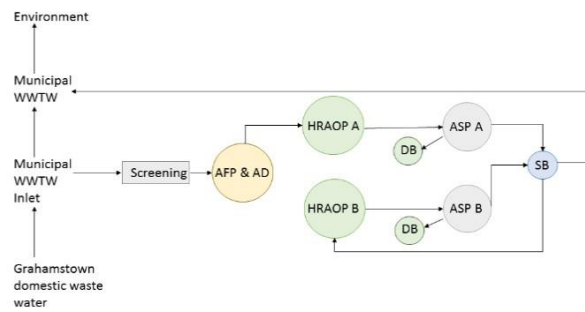 Environment
Municipal
WWTW
HRAOP A
ASP A
DB
SB
Municipal
WWTW
Inlet
Screening
AFP & AD
HRAOP B
ASP B
DB
Grahamstown
domestic waste
water